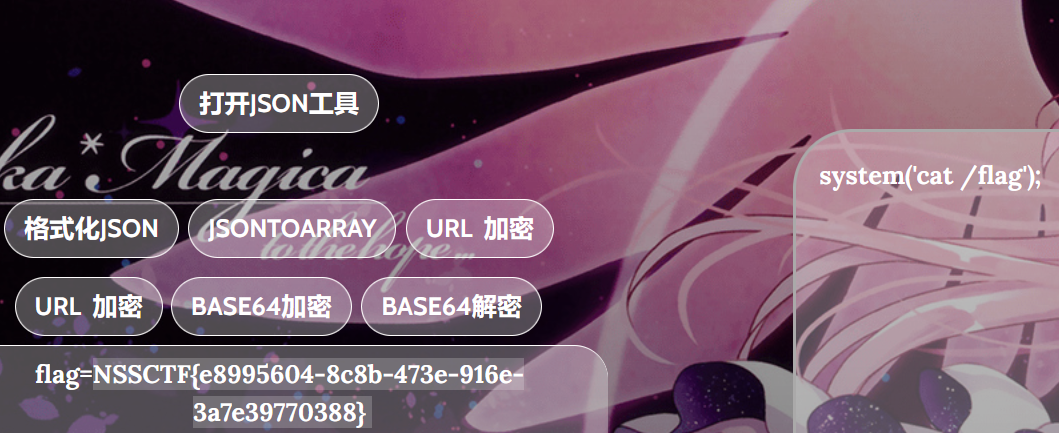 打开JSON工具
system('cat /flag');
ka * Magica
格式化JSON JSONTOARRAY URL 加密
to the hope...
URL 加密 BASE64加密 BASE64解密
flag=NSSCTF{e8995604-8c8b-473e-916e-
3a7e39770388}